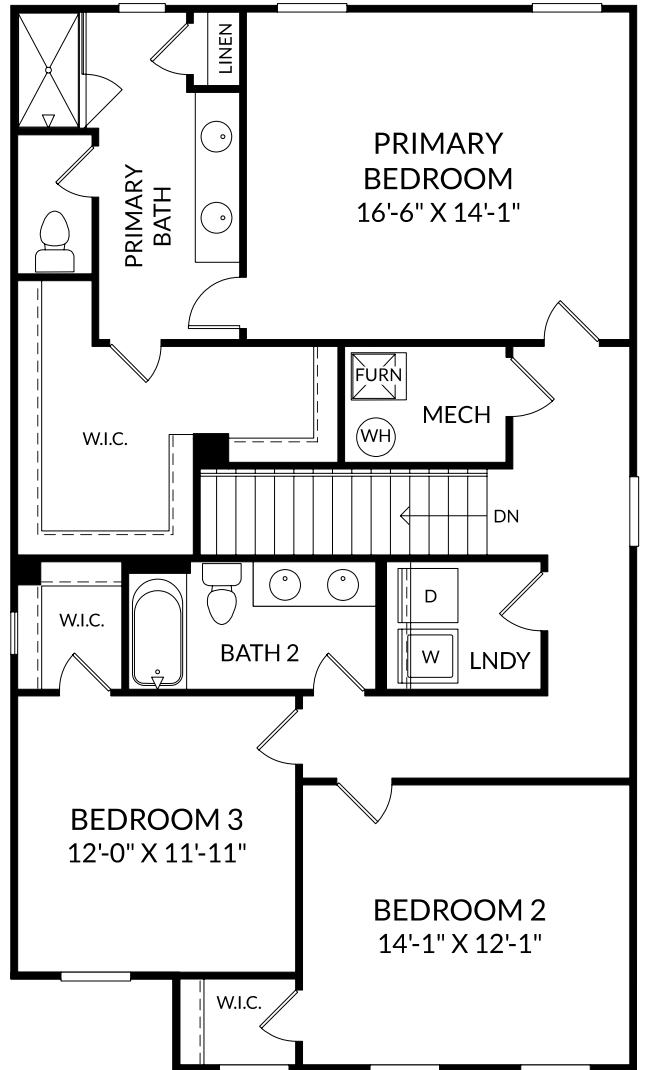 LINEN
PRIMARY
BEDROOM
16'-6" X 14'-1"
PRIMARY
BATH
FURN
MECH
WH
W.I.C.
DN
W.I.C.
BATH 2
D
W
LNDY
BEDROOM 3
12'-0" X 11'-11"
BEDROOM 2
14'-1" X 12'-1"
W.I.C.